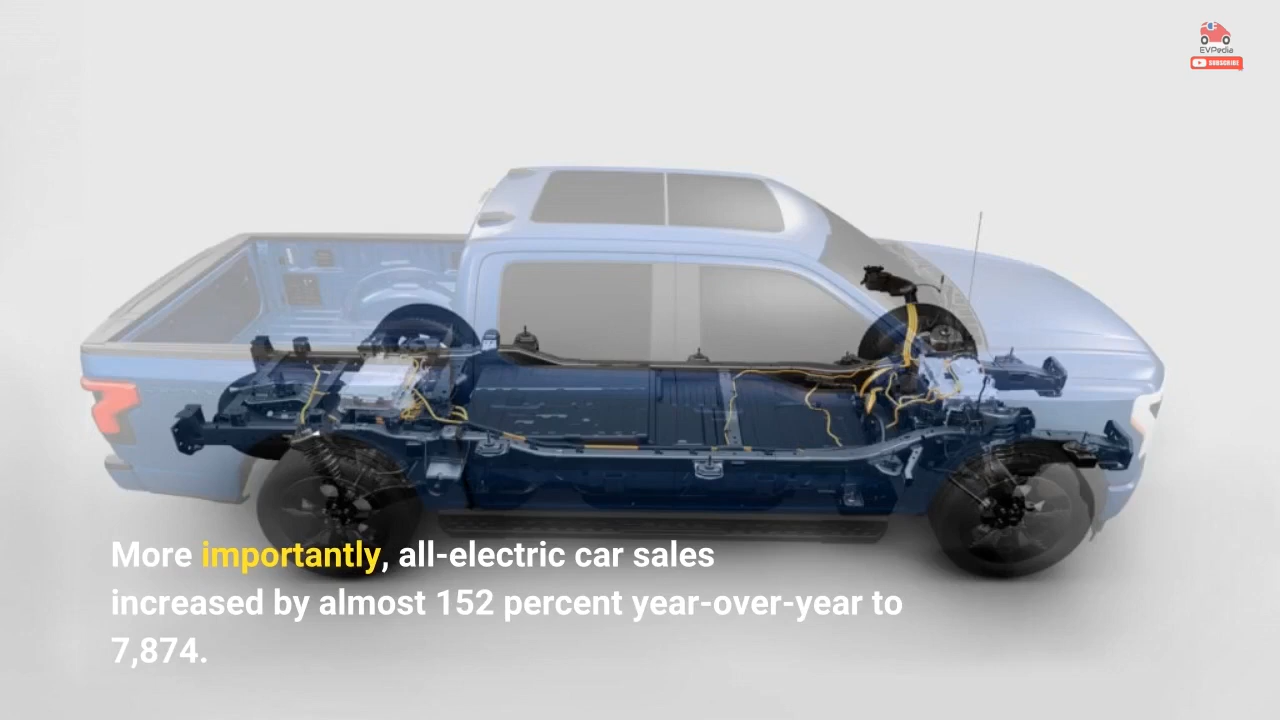 EVPedia
SUBSCRIBE
More importantly, all-electric car sales
increased by almost 152 percent year-over-year to
7,874.